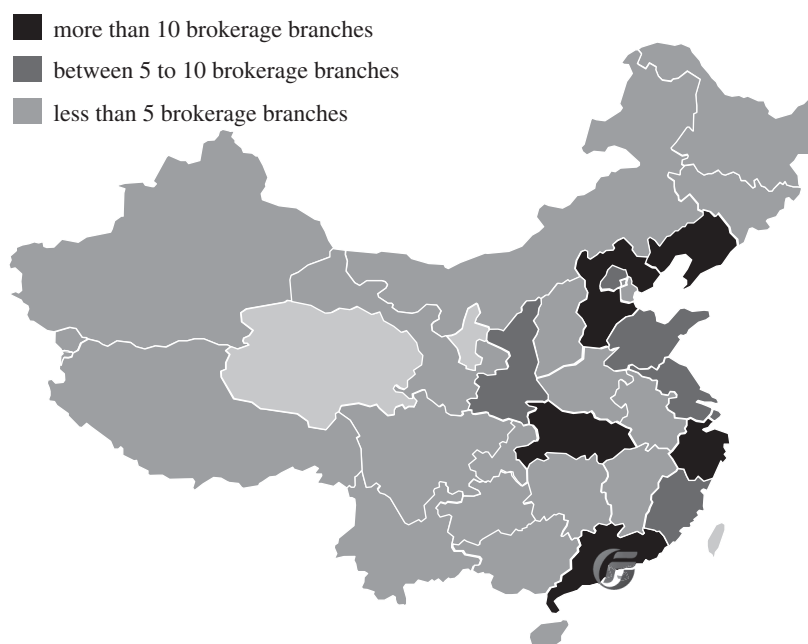 more than 10 brokerage branches
between 5 to 10 brokerage branches
less than 5 brokerage branches